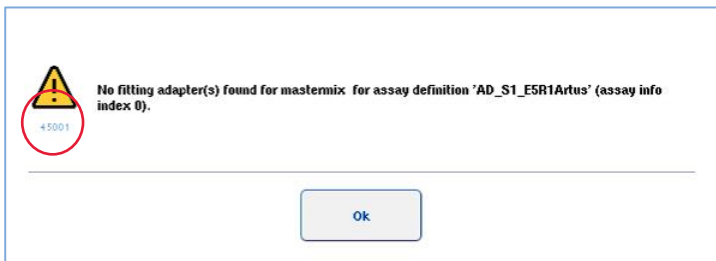 No fitting adapter(s) found for mastermix for assay definition 'AD_S1_E5R1Artus' (assay info
index 0).
45001
Ok